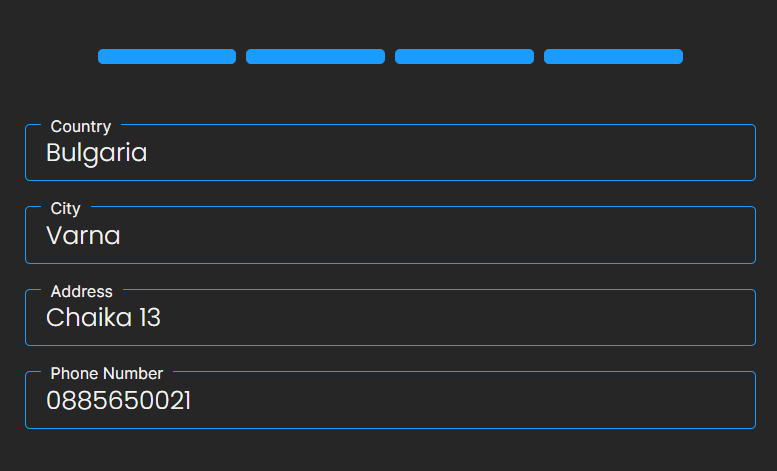 Country
Bulgaria
City
Varna
Address
Chaika 13
Phone Number
0885650021